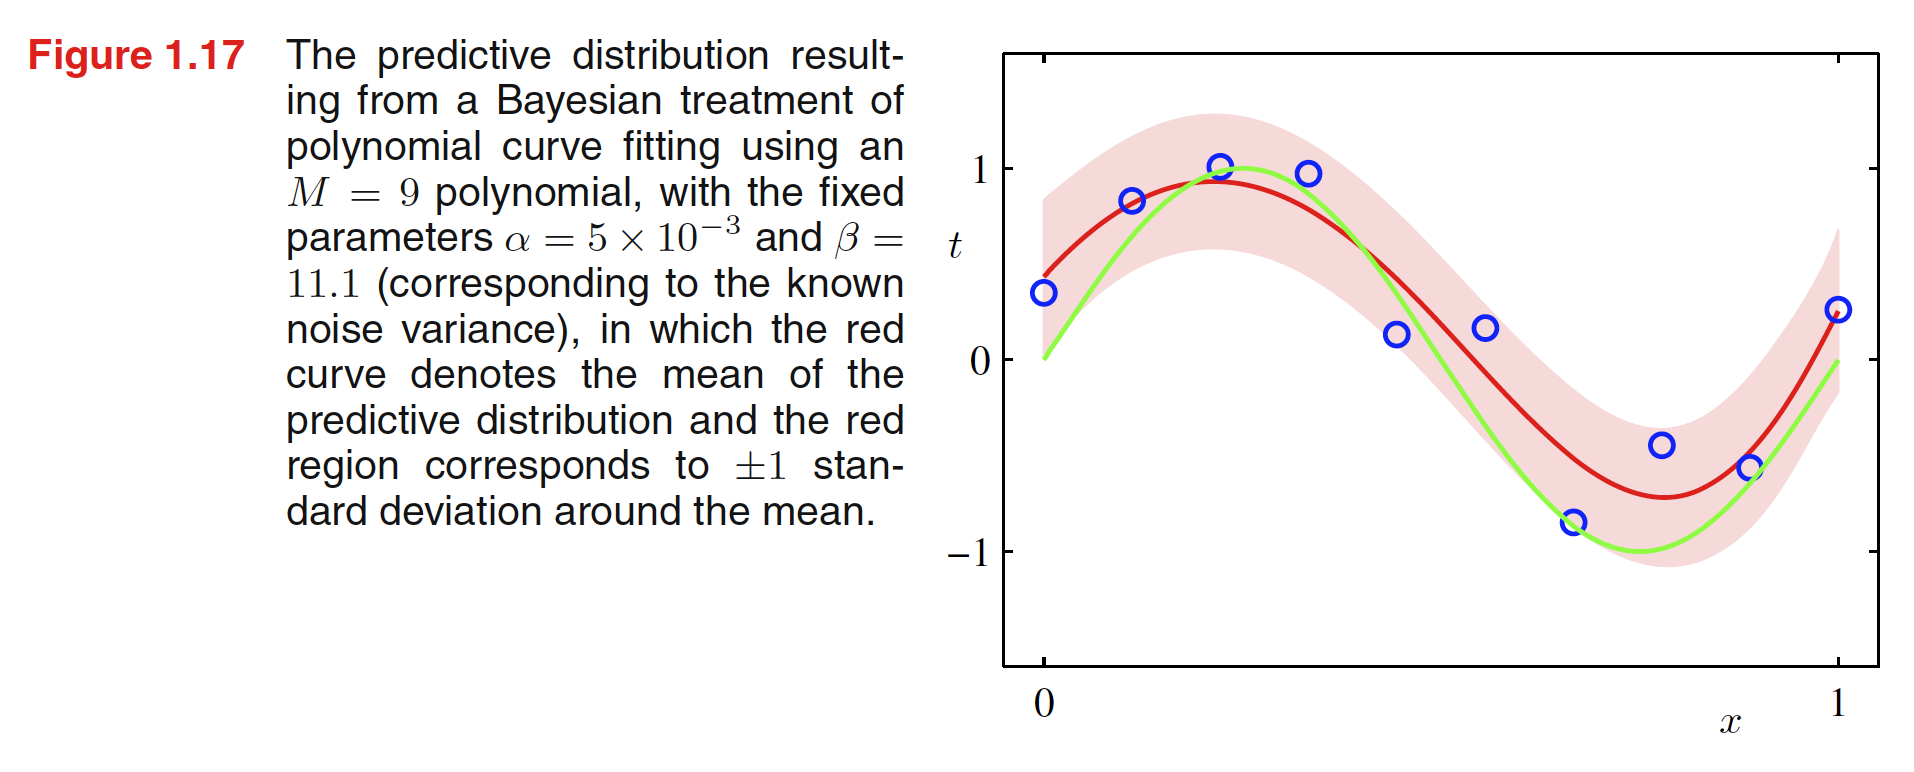 Figure 1.17 The predictive distribution result-
ing from a Bayesian treatment of
polynomial curve fitting using an
M = 9 polynomial, with the fixed
parameters α = 5 × 10⁻³ and β =
11.1 (corresponding to the known
noise variance), in which the red
curve denotes the mean of the
predictive distribution and the red
region corresponds to ±1 stan-
dard deviation around the mean.
1
t
0
−1
0
x
1